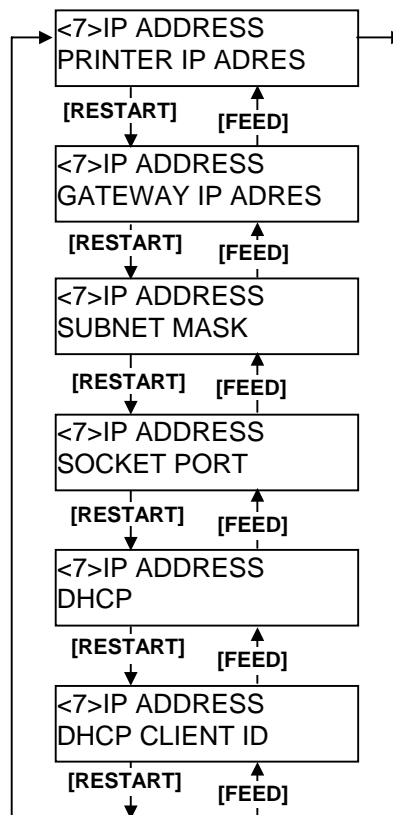 <7>IP ADDRESS
PRINTER IP ADRES
[RESTART]
[FEED]
<7>IP ADDRESS
GATEWAY IP ADRES
[RESTART]
[FEED]
<7>IP ADDRESS
SUBNET MASK
[RESTART]
[FEED]
<7>IP ADDRESS
SOCKET PORT
[RESTART]
[FEED]
<7>IP ADDRESS
DHCP
[RESTART]
[FEED]
<7>IP ADDRESS
DHCP CLIENT ID
[RESTART]
[FEED]